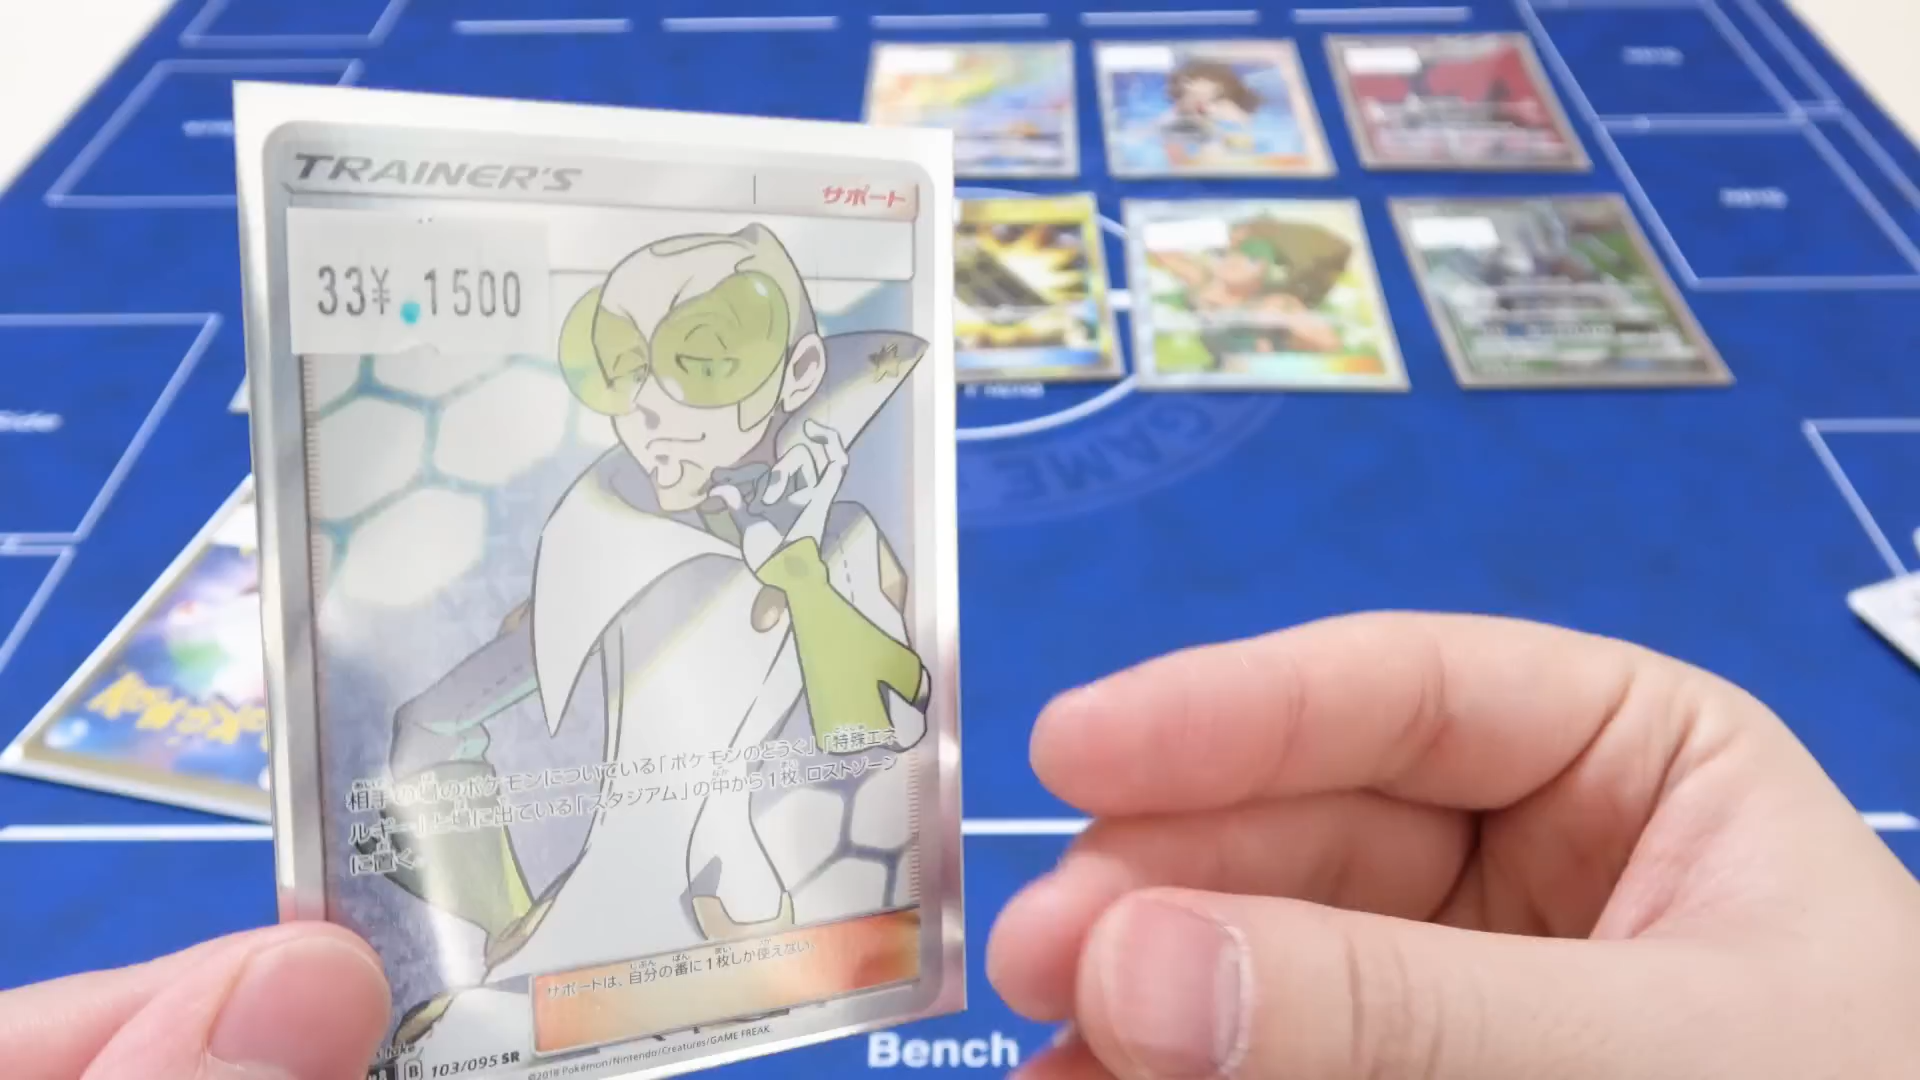 TRAINER'S
サポート
33¥ 1500
相手の場のポケモンについている「ポケモンのどうぐ」「特殊エネ
ルギー」と場に出ている「スタジアム」の中から1枚、ロストゾーン
に置く。
サポートは、自分の番に1枚しか使えない。
B 103/095 SR
©2018 Pokémon/Nintendo/Creatures/GAME FREAK.
GAME
Bench